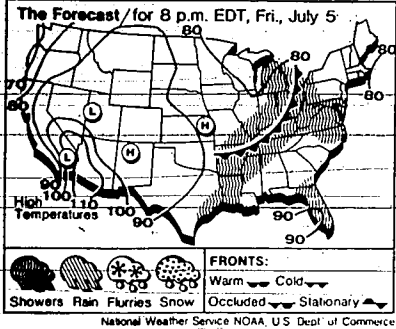 The Forecast/for 8 p.m. EDT, Fri., July 5
80
80
80
70
80
80
80
L
H
L
H
90
100
110
100
90
90
90
High
Temperatures
FRONTS:
Warm Cold
Occluded Stationary
Showers Rain Flurries Snow
National Weather Service NOAA, U.S. Dept of Commerce